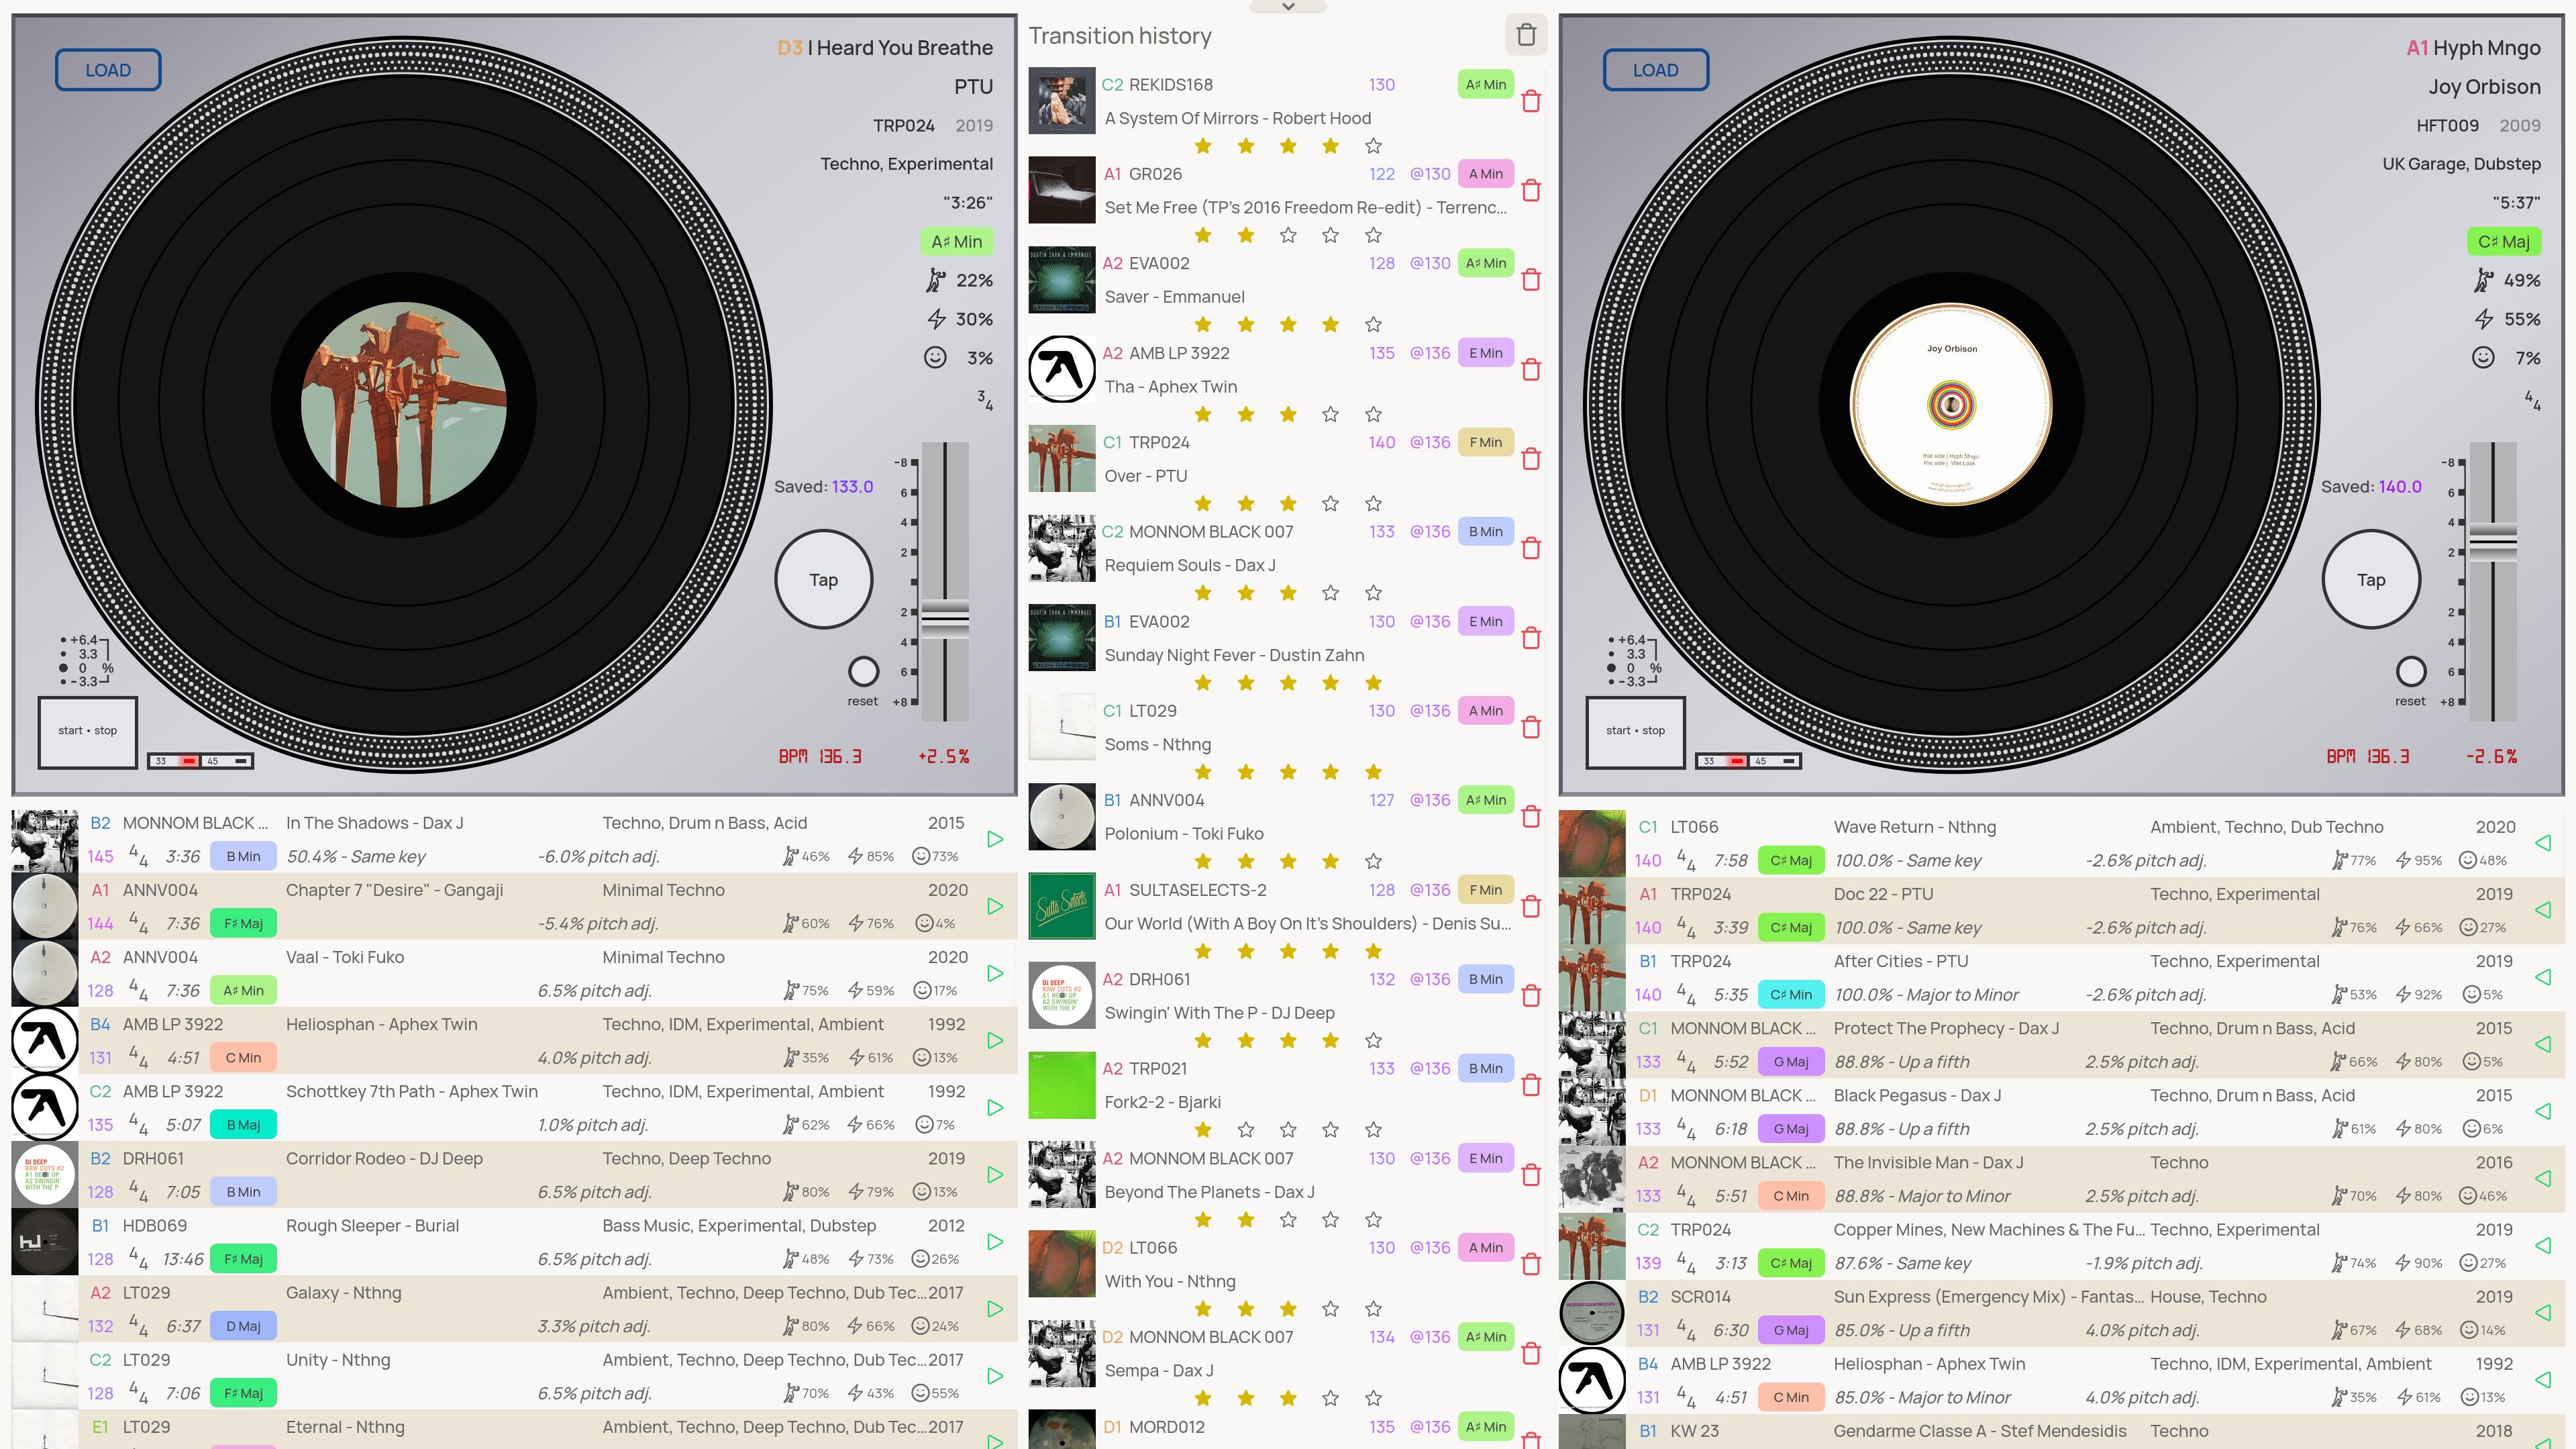 LOAD
D3 I Heard You Breathe
PTU
TRP024 2019
Techno, Experimental
"3:26"
A♯ Min
22%
30%
3%
3/4
Saved: 133.0
Tap
-8
6
4
2
2
4
6
+8
reset
+6.4
3.3
0 %
-3.3
start • stop
33 45
BPM 136.3 +2.5%
B2 MONNOM BLACK ... In The Shadows - Dax J Techno, Drum n Bass, Acid 2015
145 4/4 3:36 B Min 50.4% - Same key -6.0% pitch adj. 46% 85% 73%
A1 ANNV004 Chapter 7 "Desire" - Gangaji Minimal Techno 2020
144 4/4 7:36 F♯ Maj -5.4% pitch adj. 60% 76% 4%
A2 ANNV004 Vaal - Toki Fuko Minimal Techno 2020
128 4/4 7:36 A♯ Min 6.5% pitch adj. 75% 59% 17%
B4 AMB LP 3922 Heliosphan - Aphex Twin Techno, IDM, Experimental, Ambient 1992
131 4/4 4:51 C Min 4.0% pitch adj. 35% 61% 13%
C2 AMB LP 3922 Schottkey 7th Path - Aphex Twin Techno, IDM, Experimental, Ambient 1992
135 4/4 5:07 B Maj 1.0% pitch adj. 62% 66% 7%
B2 DRH061 Corridor Rodeo - DJ Deep Techno, Deep Techno 2019
128 4/4 7:05 B Min 6.5% pitch adj. 80% 79% 13%
B1 HDB069 Rough Sleeper - Burial Bass Music, Experimental, Dubstep 2012
128 4/4 13:46 F♯ Maj 6.5% pitch adj. 48% 73% 26%
A2 LT029 Galaxy - Nthng Ambient, Techno, Deep Techno, Dub Tec... 2017
132 4/4 6:37 D Maj 3.3% pitch adj. 80% 66% 24%
C2 LT029 Unity - Nthng Ambient, Techno, Deep Techno, Dub Tec... 2017
128 4/4 7:06 F♯ Maj 6.5% pitch adj. 70% 43% 55%
E1 LT029 Eternal - Nthng Ambient, Techno, Deep Techno, Dub Tec... 2017
Transition history
C2 REKIDS168 130 A♯ Min
A System Of Mirrors - Robert Hood
A1 GR026 122 @130 A Min
Set Me Free (TP's 2016 Freedom Re-edit) - Terrenc...
A2 EVA002 128 @130 A♯ Min
Saver - Emmanuel
A2 AMB LP 3922 135 @136 E Min
Tha - Aphex Twin
C1 TRP024 140 @136 F Min
Over - PTU
C2 MONNOM BLACK 007 133 @136 B Min
Requiem Souls - Dax J
B1 EVA002 130 @136 E Min
Sunday Night Fever - Dustin Zahn
C1 LT029 130 @136 A Min
Soms - Nthng
B1 ANNV004 127 @136 A♯ Min
Polonium - Toki Fuko
A1 SULTASELECTS-2 128 @136 F Min
Our World (With A Boy On It's Shoulders) - Denis Su...
A2 DRH061 132 @136 B Min
Swingin' With The P - DJ Deep
A2 TRP021 133 @136 B Min
Fork2-2 - Bjarki
A2 MONNOM BLACK 007 130 @136 E Min
Beyond The Planets - Dax J
D2 LT066 130 @136 A Min
With You - Nthng
D2 MONNOM BLACK 007 134 @136 A♯ Min
Sempa - Dax J
D1 MORD012 135 @136 A♯ Min
LOAD
A1 Hyph Mngo
Joy Orbison
HFT009 2009
UK Garage, Dubstep
"5:37"
C♯ Maj
49%
55%
7%
4/4
Joy Orbison
that side | Hyph Mngo
this side | Wet Look
Saved: 140.0
Tap
-8
6
4
2
2
4
6
+8
reset
+6.4
3.3
0 %
-3.3
start • stop
33 45
BPM 136.3 -2.6%
C1 LT066 Wave Return - Nthng Ambient, Techno, Dub Techno 2020
140 4/4 7:58 C♯ Maj 100.0% - Same key -2.6% pitch adj. 77% 95% 48%
A1 TRP024 Doc 22 - PTU Techno, Experimental 2019
140 4/4 3:39 C♯ Maj 100.0% - Same key -2.6% pitch adj. 76% 66% 27%
B1 TRP024 After Cities - PTU Techno, Experimental 2019
140 4/4 5:35 C♯ Min 100.0% - Major to Minor -2.6% pitch adj. 53% 92% 5%
C1 MONNOM BLACK ... Protect The Prophecy - Dax J Techno, Drum n Bass, Acid 2015
133 4/4 5:52 G Maj 88.8% - Up a fifth 2.5% pitch adj. 66% 80% 5%
D1 MONNOM BLACK ... Black Pegasus - Dax J Techno, Drum n Bass, Acid 2015
133 4/4 6:18 G Maj 88.8% - Up a fifth 2.5% pitch adj. 61% 80% 6%
A2 MONNOM BLACK ... The Invisible Man - Dax J Techno 2016
133 4/4 5:51 C Min 88.8% - Major to Minor 2.5% pitch adj. 70% 80% 46%
C2 TRP024 Copper Mines, New Machines & The Fu... Techno, Experimental 2019
139 4/4 3:13 C♯ Maj 87.6% - Same key -1.9% pitch adj. 74% 90% 27%
B2 SCR014 Sun Express (Emergency Mix) - Fantas... House, Techno 2019
131 4/4 6:30 G Maj 85.0% - Up a fifth 4.0% pitch adj. 67% 68% 14%
B4 AMB LP 3922 Heliosphan - Aphex Twin Techno, IDM, Experimental, Ambient 1992
131 4/4 4:51 C Min 85.0% - Major to Minor 4.0% pitch adj. 35% 61% 13%
B1 KW 23 Gendarme Classe A - Stef Mendesidis Techno 2018